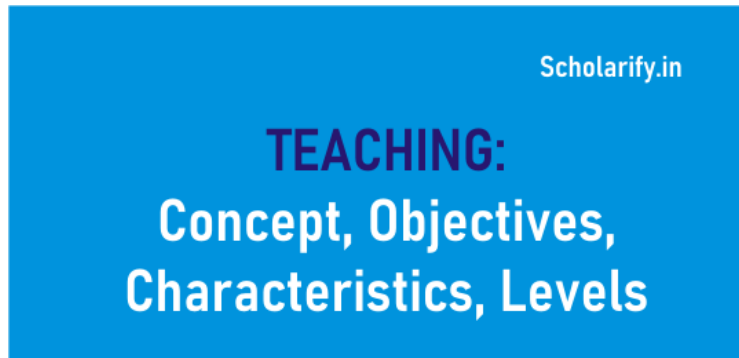 Scholarify.in
TEACHING:
Concept, Objectives,
Characteristics, Levels